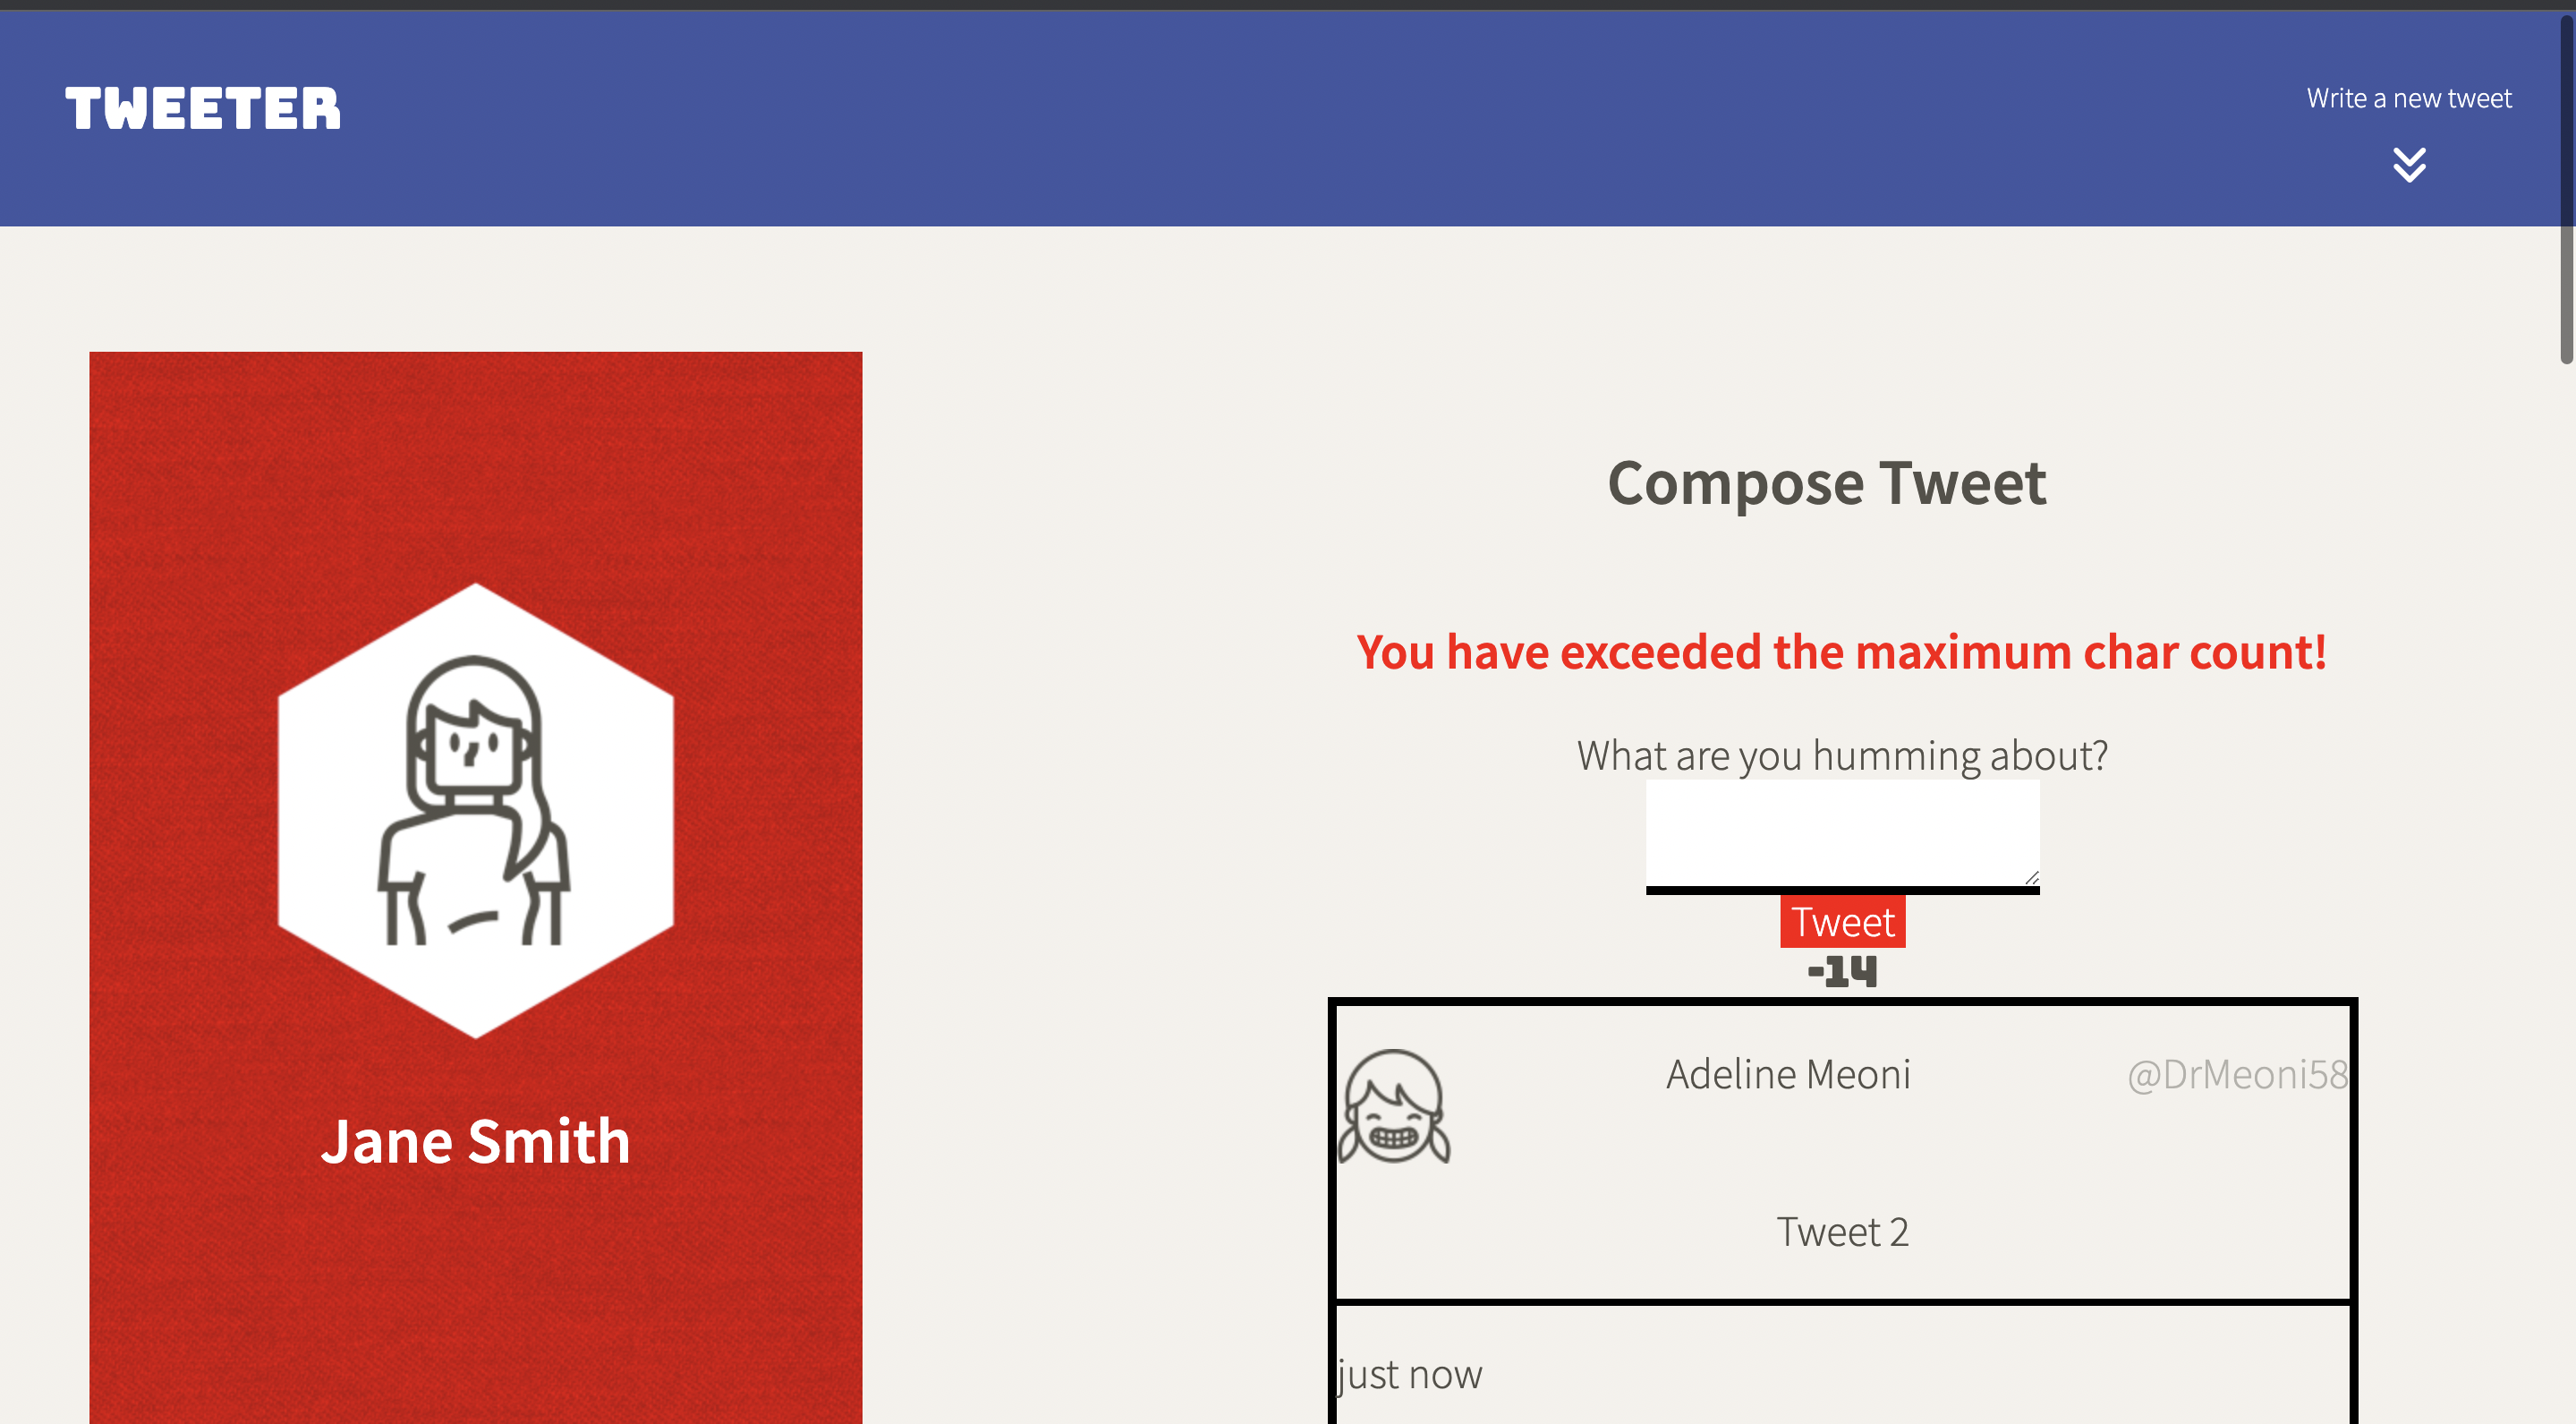 TWEETER
Write a new tweet
Compose Tweet
You have exceeded the maximum char count!
What are you humming about?
Tweet
-14
Jane Smith
Adeline Meoni
@DrMeoni58
Tweet 2
just now